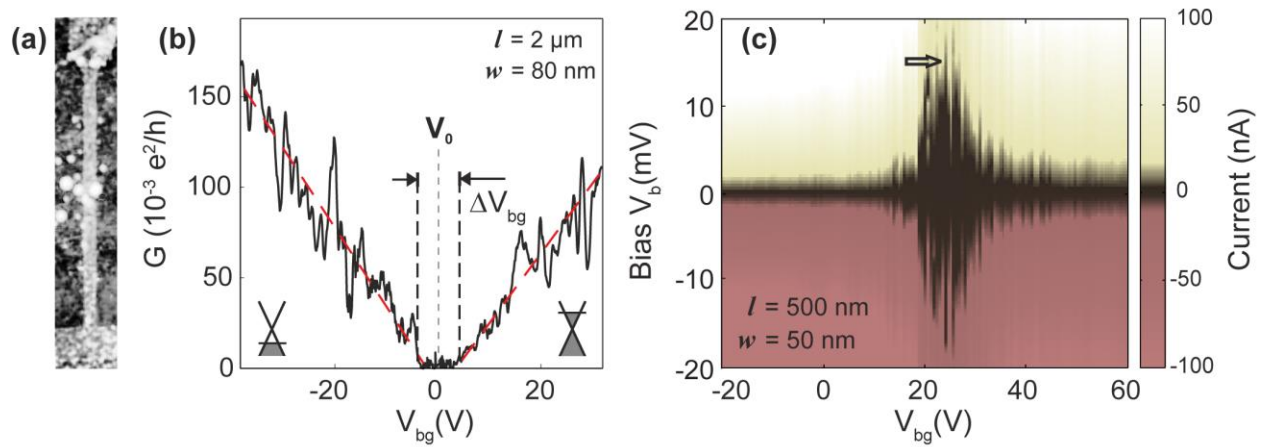 (a)
(b)
l = 2 µm
w = 80 nm
V₀
ΔV_bg
150
100
50
0
G (10⁻³ e²/h)
-20
0
20
V_bg(V)
(c)
20
10
0
-10
-20
Bias V_b(mV)
l = 500 nm
w = 50 nm
-20
0
20
40
60
V_bg(V)
100
50
0
-50
-100
Current (nA)